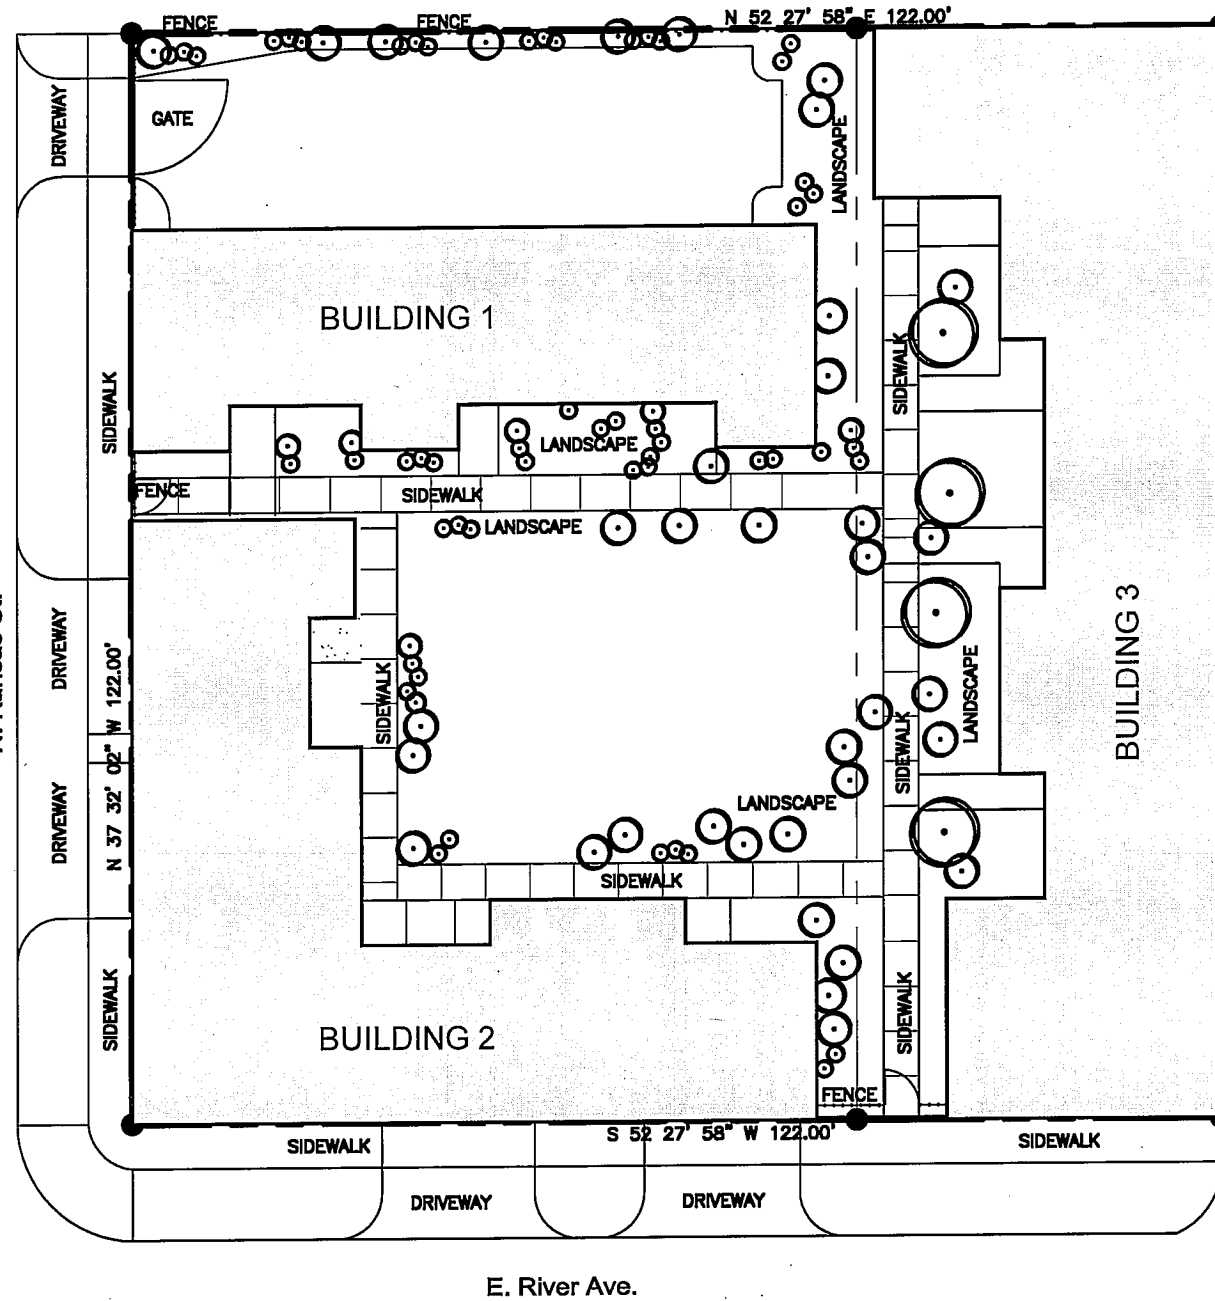 FENCE
FENCE
N 52 27' 58" E 122.00'
DRIVEWAY
GATE
LANDSCAPE
BUILDING 1
SIDEWALK
SIDEWALK
LANDSCAPE
FENCE
SIDEWALK
LANDSCAPE
DRIVEWAY
N 37 32' 02" W 122.00'
SIDEWALK
LANDSCAPE
BUILDING 3
SIDEWALK
DRIVEWAY
LANDSCAPE
SIDEWALK
SIDEWALK
SIDEWALK
BUILDING 2
FENCE
S 52 27' 58" W 122.00'
SIDEWALK
SIDEWALK
DRIVEWAY
DRIVEWAY
E. River Ave.